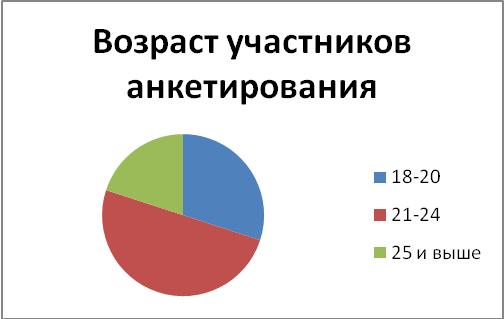 Возраст участников
анкетирования
18-20
21-24
25 и выше